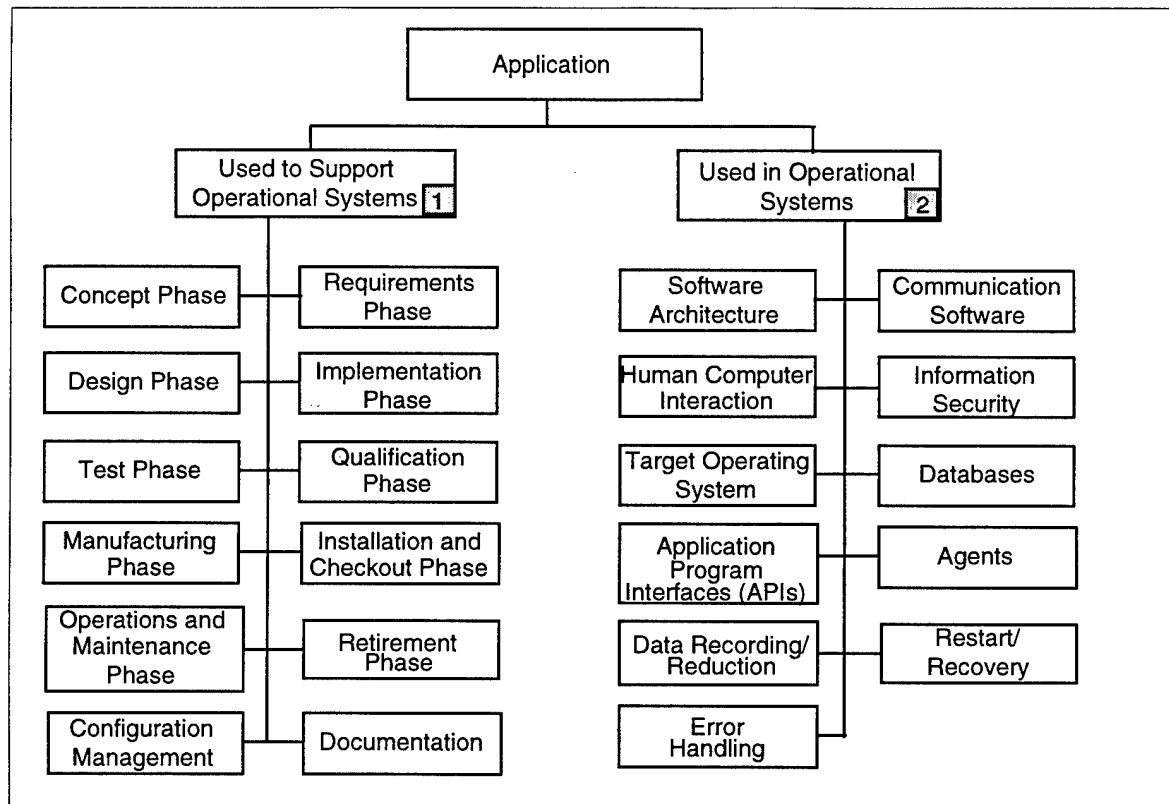 Application
Used to Support
Operational Systems
1
Used in Operational
Systems
2
Concept Phase
Requirements
Phase
Design Phase
Implementation
Phase
Test Phase
Qualification
Phase
Manufacturing
Phase
Installation and
Checkout Phase
Operations and
Maintenance
Phase
Retirement
Phase
Configuration
Management
Documentation
Software
Architecture
Communication
Software
Human Computer
Interaction
Information
Security
Target Operating
System
Databases
Application
Program
Interfaces (APIs)
Agents
Data Recording/
Reduction
Restart/
Recovery
Error
Handling